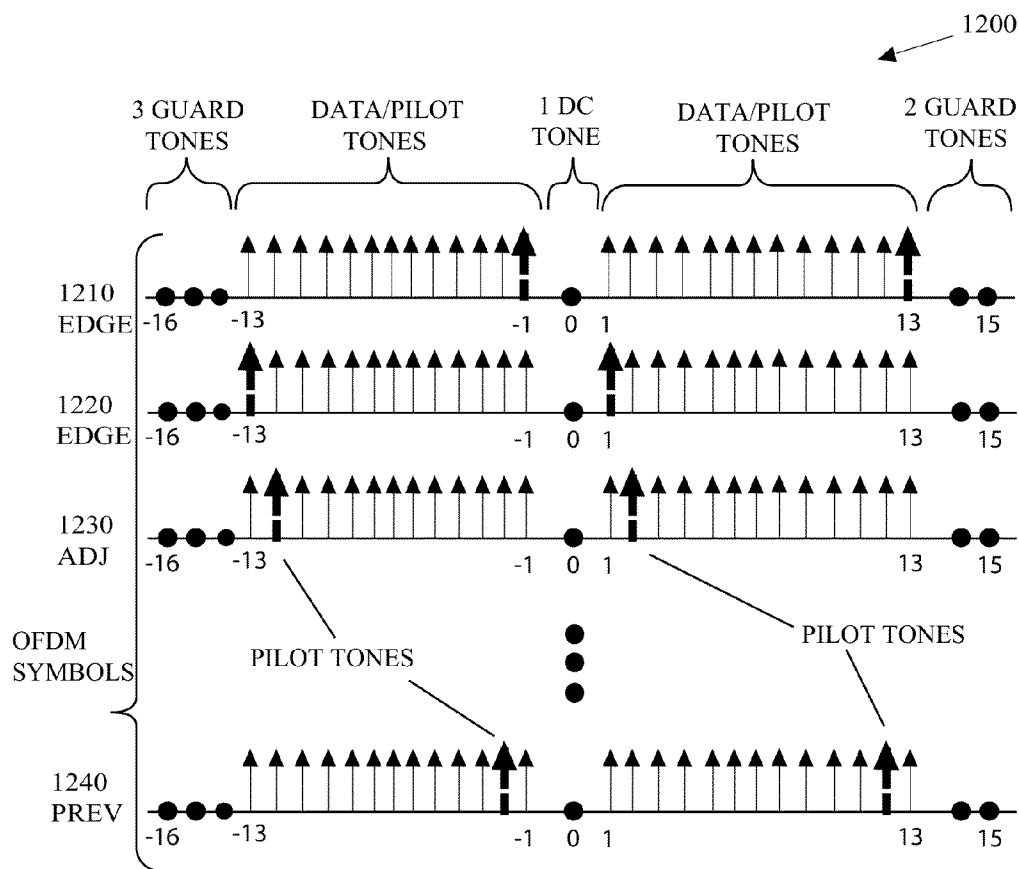 1200
3 GUARD TONES
DATA/PILOT TONES
1 DC TONE
DATA/PILOT TONES
2 GUARD TONES
1210 EDGE
-16 -13 -1 0 1 13 15
1220 EDGE
-16 -13 -1 0 1 13 15
1230 ADJ
-16 -13 -1 0 1 13 15
OFDM SYMBOLS
PILOT TONES
PILOT TONES
1240 PREV
-16 -13 -1 0 1 13 15